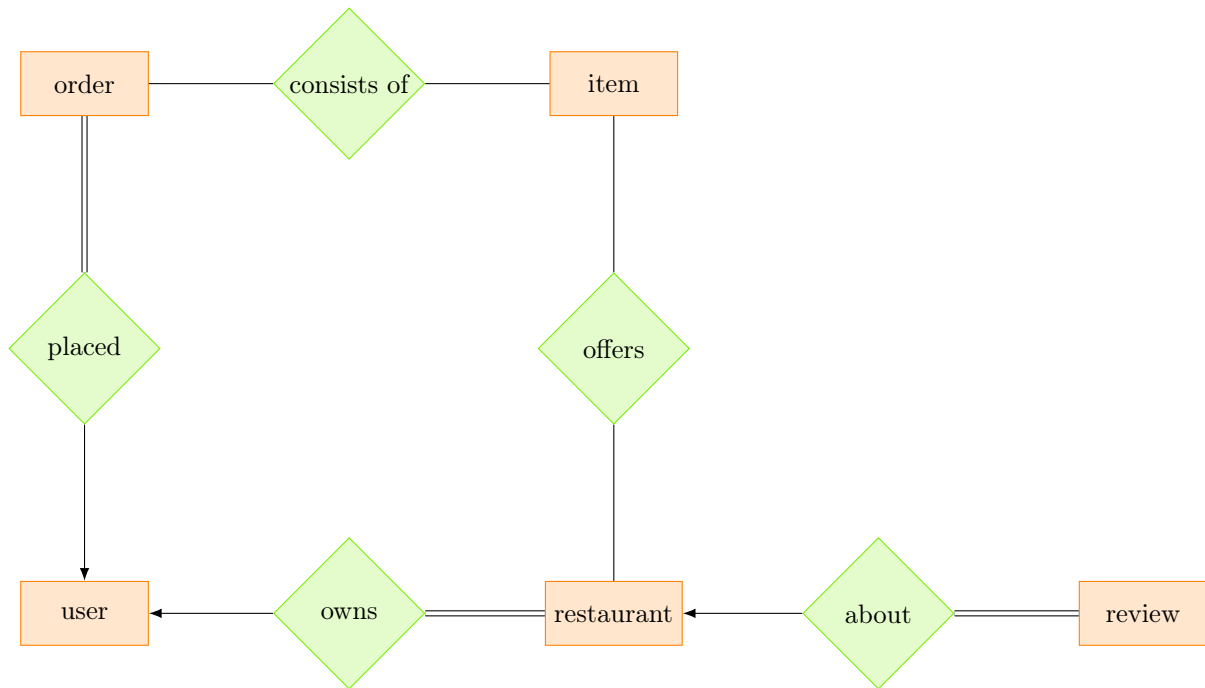 order
consists of
item
placed
offers
user
owns
restaurant
about
review